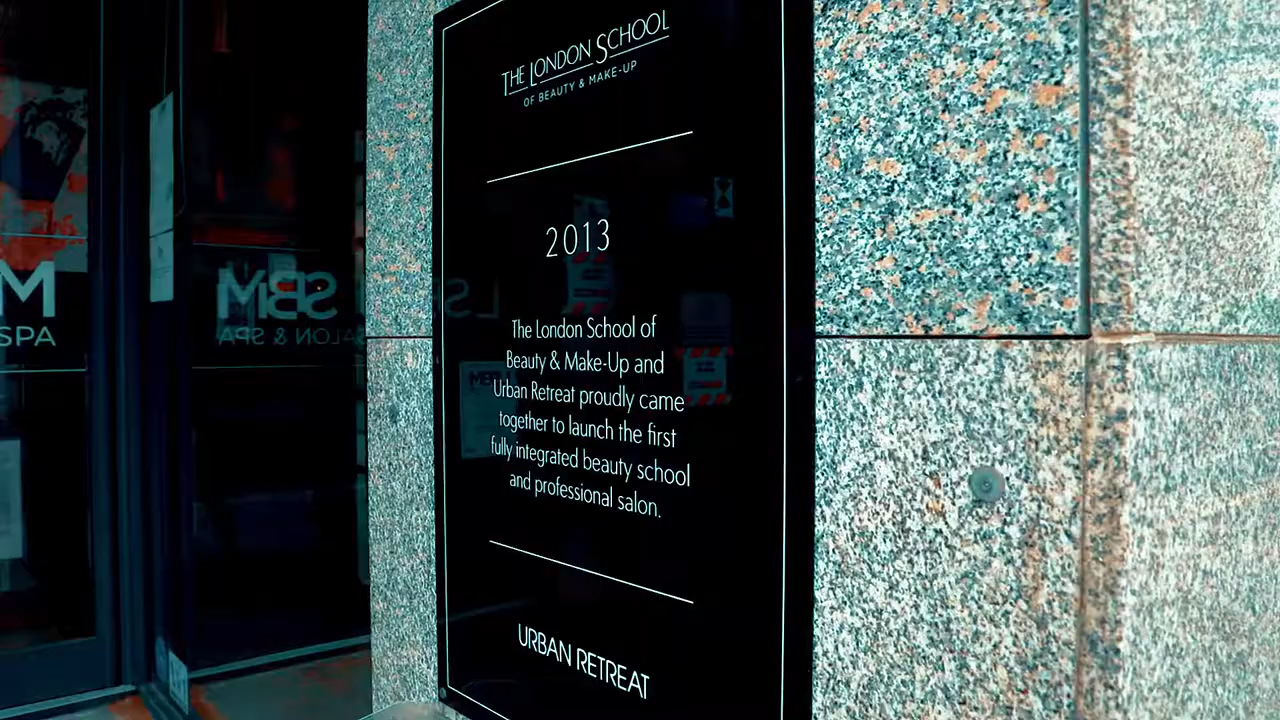 THE LONDON SCHOOL
OF BEAUTY & MAKE-UP
2013
The London School of
Beauty & Make-Up and
Urban Retreat proudly came
together to launch the first
fully integrated beauty school
and professional salon.
URBAN RETREAT
M
SPA
SBM
SALON & SPA